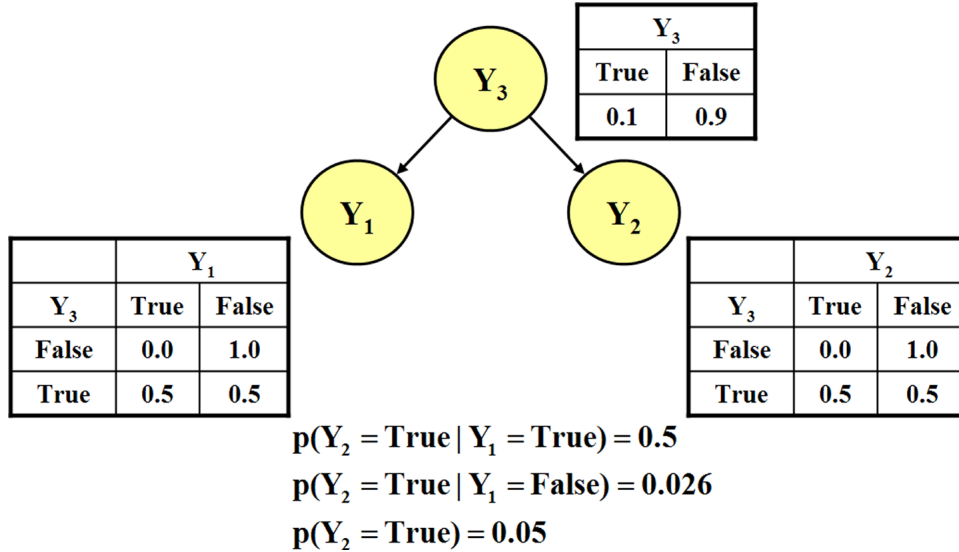 Y₃
Y₃
True False
0.1 0.9
Y₁
Y₂
Y₁
Y₃ True False
False 0.0 1.0
True 0.5 0.5
Y₂
Y₃ True False
False 0.0 1.0
True 0.5 0.5
p(Y₂ = True | Y₁ = True) = 0.5
p(Y₂ = True | Y₁ = False) = 0.026
p(Y₂ = True) = 0.05